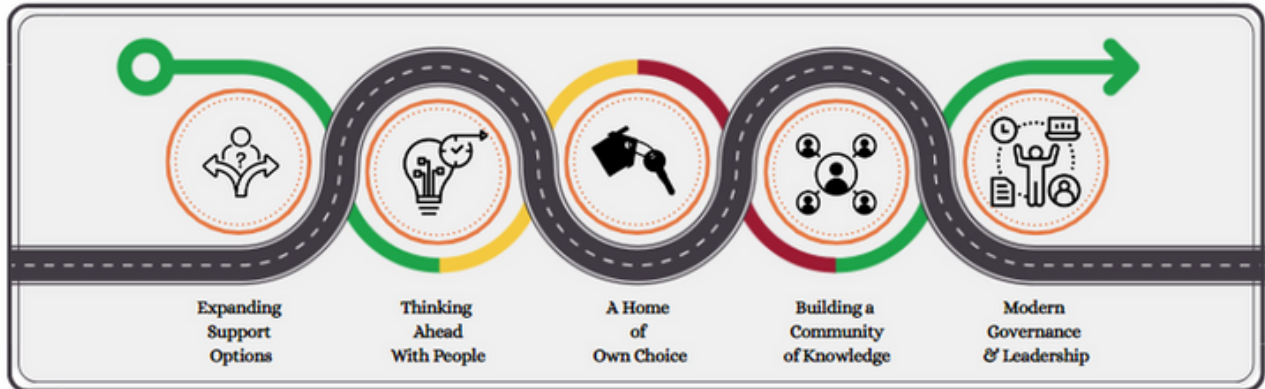 Expanding
Support
Options
Thinking
Ahead
With People
A Home
of
Own Choice
Building a
Community
of Knowledge
Modern
Governance
& Leadership